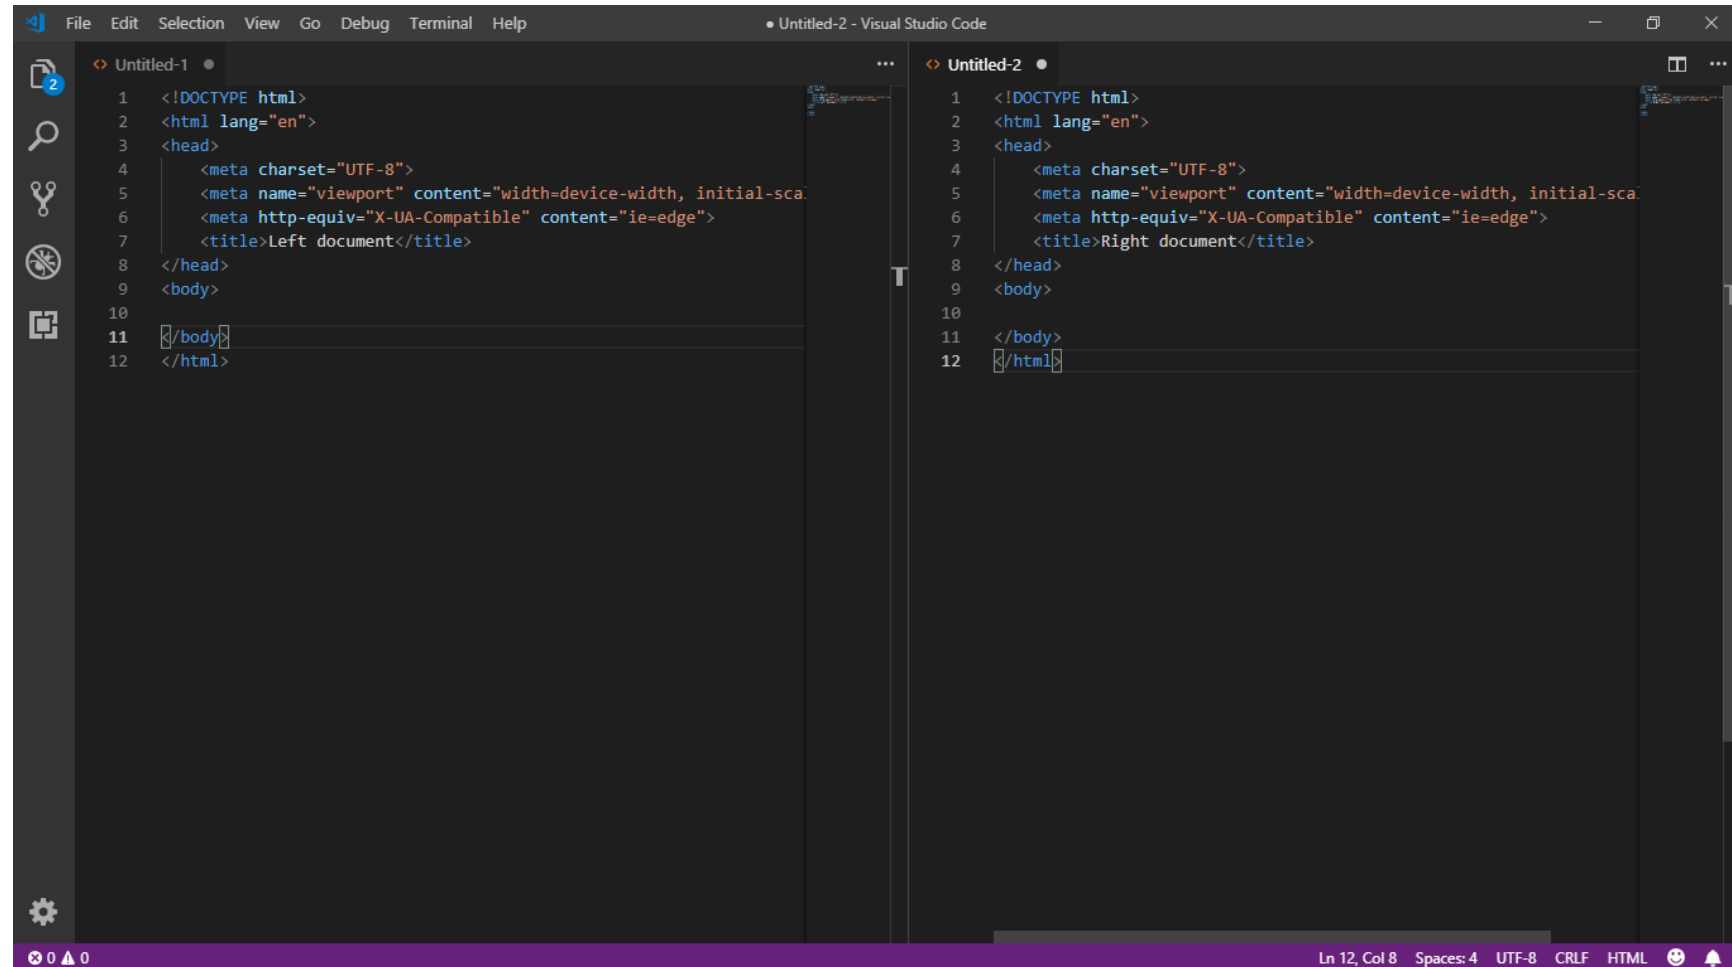 File Edit Selection View Go Debug Terminal Help
● Untitled-2 - Visual Studio Code
2
<> Untitled-1 ●
1 <!DOCTYPE html>
2 <html lang="en">
3 <head>
4 <meta charset="UTF-8">
5 <meta name="viewport" content="width=device-width, initial-sca
6 <meta http-equiv="X-UA-Compatible" content="ie=edge">
7 <title>Left document</title>
8 </head>
9 <body>
10
11 </body>
12 </html>
<> Untitled-2 ●
1 <!DOCTYPE html>
2 <html lang="en">
3 <head>
4 <meta charset="UTF-8">
5 <meta name="viewport" content="width=device-width, initial-sca
6 <meta http-equiv="X-UA-Compatible" content="ie=edge">
7 <title>Right document</title>
8 </head>
9 <body>
10
11 </body>
12 </html>
0 0
Ln 12, Col 8 Spaces: 4 UTF-8 CRLF HTML